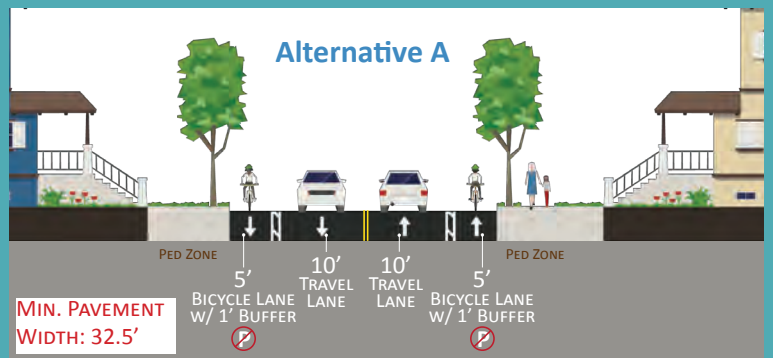 Alternative A
PED ZONE
PED ZONE
5’
BICYCLE LANE
W/ 1’ BUFFER
P
10’
TRAVEL
LANE
10’
TRAVEL
LANE
5’
BICYCLE LANE
W/ 1’ BUFFER
P
MIN. PAVEMENT
WIDTH: 32.5’